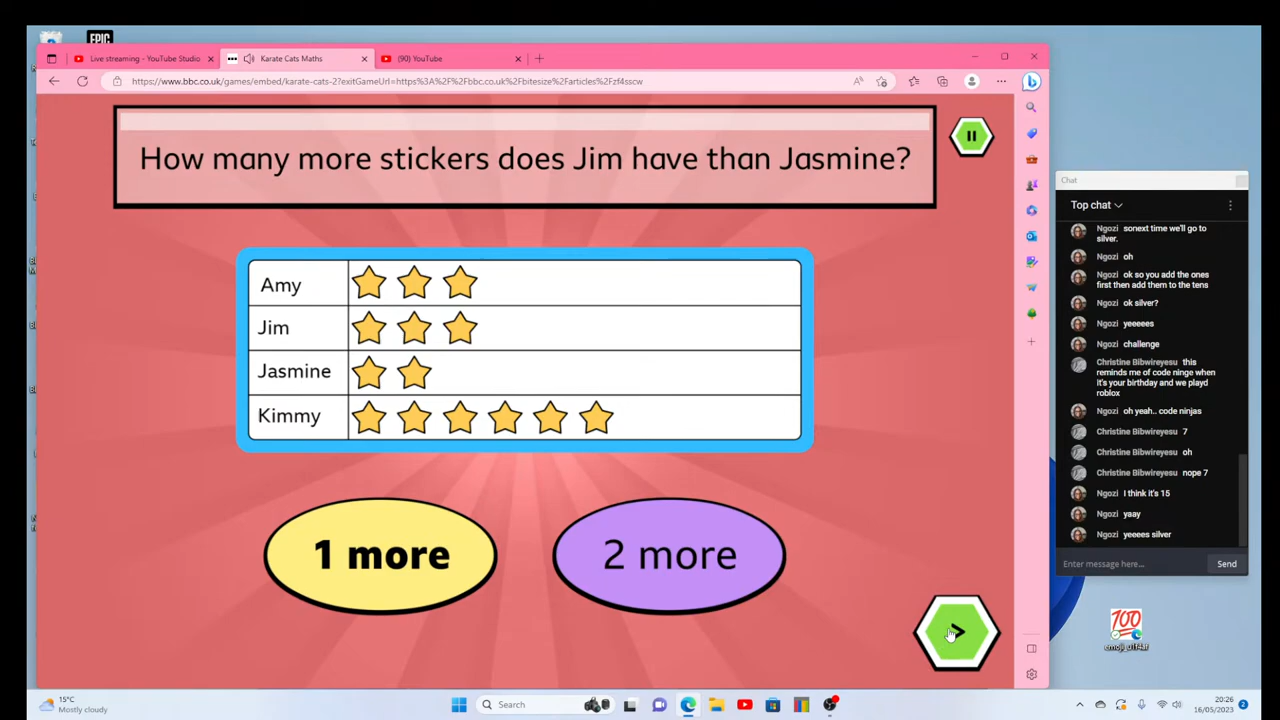 EPIC
Live streaming - YouTube Studio
Karate Cats Maths
(90) YouTube
https://www.bbc.co.uk/games/embed/karate-cats-2?exitGameUrl=https%3A%2F%2Fbbc.co.uk%2Fbitesize%2Farticles%2Fzf4sscw
How many more stickers does Jim have than Jasmine?
Amy
Jim
Jasmine
Kimmy
1 more
2 more
>
Chat
Top chat
Ngozi sonext time we'll go to
silver.
Ngozi oh
Ngozi ok so you add the ones
first then add them to the tens
Ngozi ok silver?
Ngozi yeeeees
Ngozi challenge
Christine Bibwireyesu this
reminds me of code ninge when
it's your birthday and we playd
roblox
Ngozi oh yeah.. code ninjas
Christine Bibwireyesu 7
Christine Bibwireyesu oh
Christine Bibwireyesu nope 7
Ngozi I think it's 15
Ngozi yaay
Ngozi yeeees silver
Enter message here...
Send
100
emoji_u1f4af
15°C
Mostly cloudy
Search
20:26
16/05/2023
2